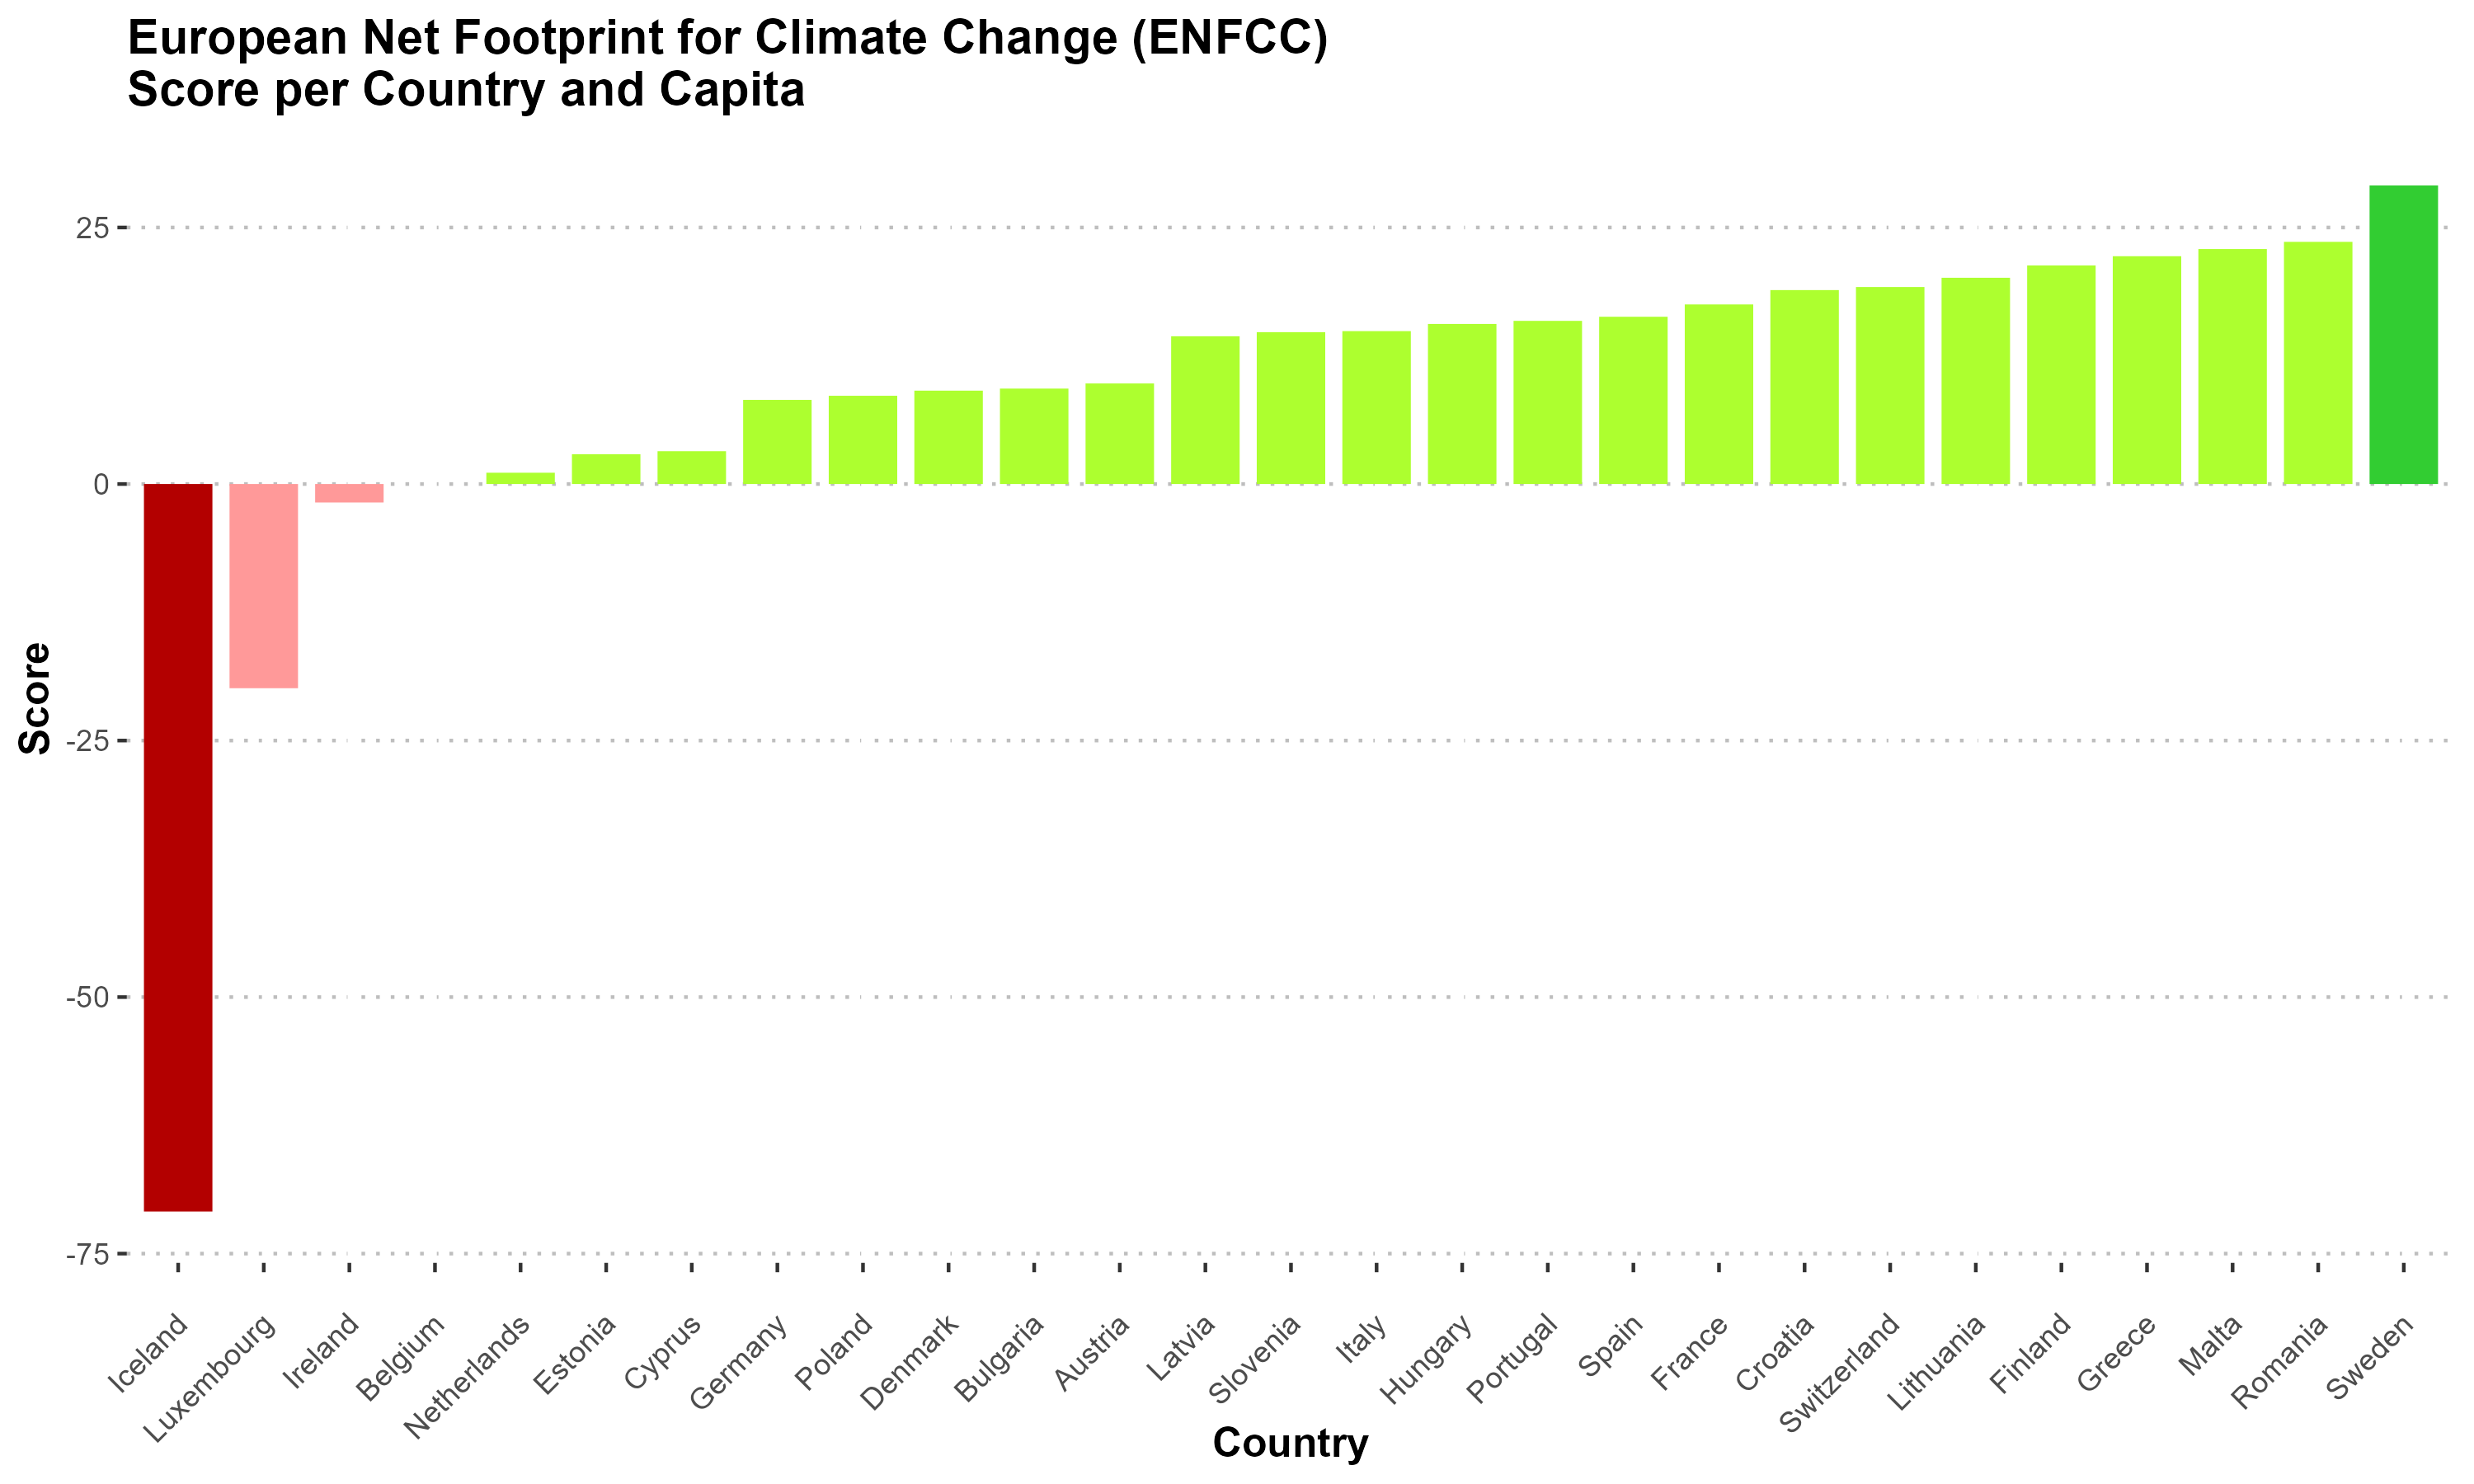 European Net Footprint for Climate Change (ENFCC)
Score per Country and Capita
25
0
-25
-50
-75
Score
Iceland
Luxembourg
Ireland
Belgium
Netherlands
Estonia
Cyprus
Germany
Poland
Denmark
Bulgaria
Austria
Latvia
Slovenia
Italy
Hungary
Portugal
Spain
France
Croatia
Switzerland
Lithuania
Finland
Greece
Malta
Romania
Sweden
Country